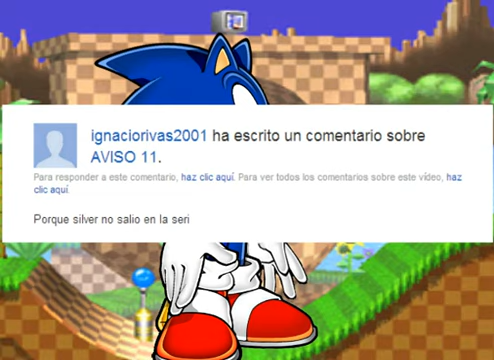 ignaciorivas2001 ha escrito un comentario sobre
AVISO 11.
Para responder a este comentario, haz clic aquí. Para ver todos los comentarios sobre este vídeo, haz
clic aquí.
Porque silver no salio en la seri